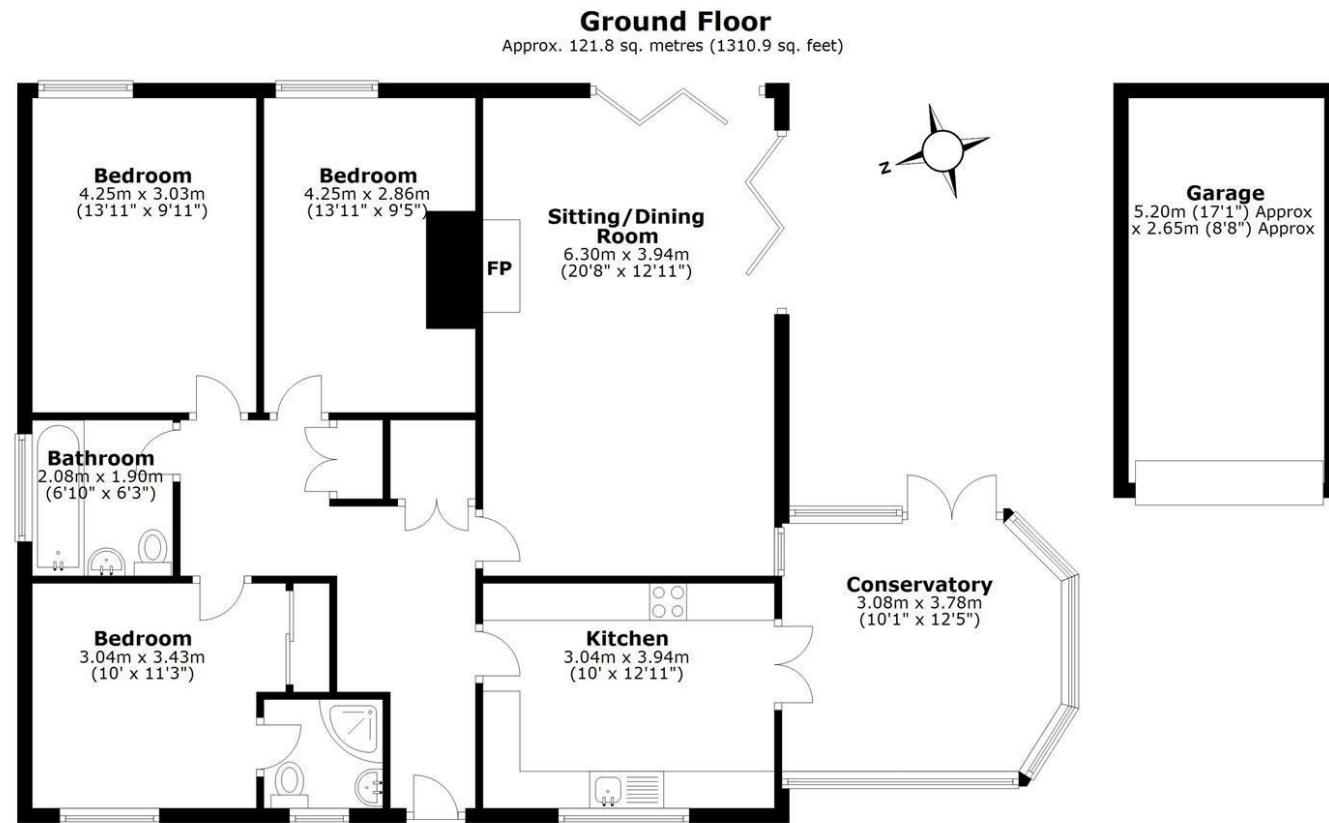 Ground Floor
Approx. 121.8 sq. metres (1310.9 sq. feet)
Bedroom
4.25m x 3.03m
(13'11" x 9'11")
Bedroom
4.25m x 2.86m
(13'11" x 9'5")
Sitting/Dining
Room
6.30m x 3.94m
(20'8" x 12'11")
FP
N
Garage
5.20m (17'1") Approx
x 2.65m (8'8") Approx
Bathroom
2.08m x 1.90m
(6'10" x 6'3")
Bedroom
3.04m x 3.43m
(10' x 11'3")
Kitchen
3.04m x 3.94m
(10' x 12'11")
Conservatory
3.08m x 3.78m
(10'1" x 12'5")